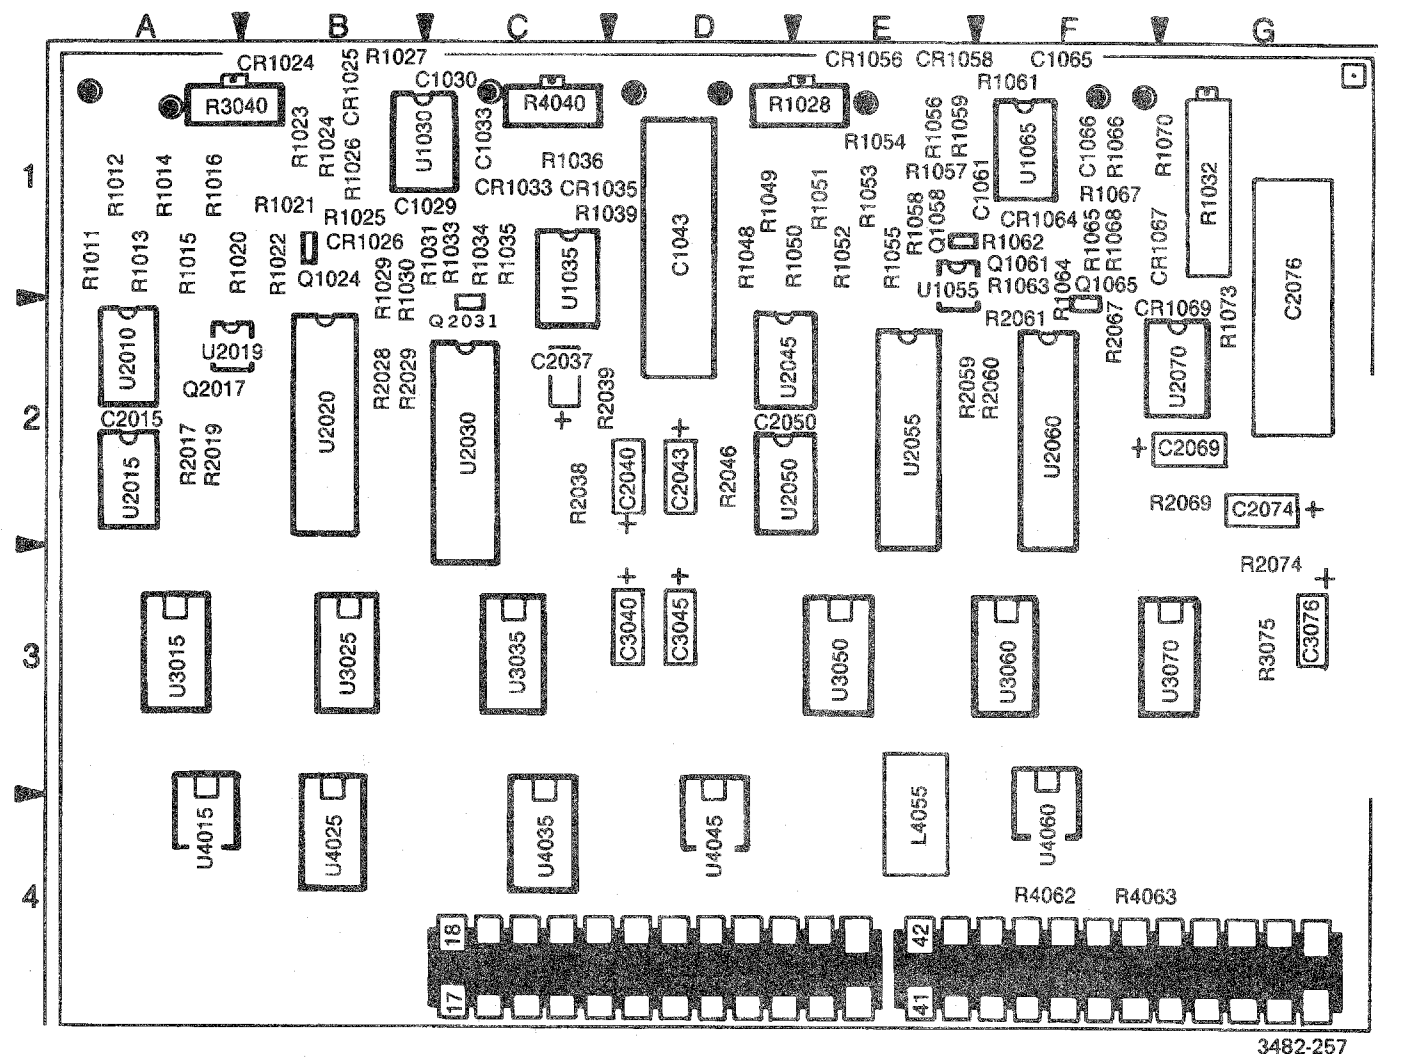 A B C D E F G
CR1024
CR1025
R1027
C1030
CR1056 CR1058 C1065
R1061
R3040
R1023
R1024
R1026
U1030
C1033
R4040
R1028
R1054
R1056
R1059
U1065
C1066
R1066
R1070
R1032
1
R1012
R1014
R1016
R1036
CR1033 CR1035
R1039
C1043
R1049
R1051
R1053
R1057
C1061
R1067
R1021
R1025
C1029
R1058
Q1058
CR1064
R1011
R1013
R1015
R1020
R1022
CR1026
Q1024
R1029
R1030
R1031
R1033
R1034
R1035
U1035
R1048
R1050
R1052
R1055
R1062
Q1061
U1055
R1063
R1064
R1065
R1068
Q1065
CR1067
C2076
Q2031
R2061
R2067
CR1069
R1073
U2010
U2019
Q2017
C2015
U2015
R2017
R2019
U2020
R2028
R2029
U2030
C2037
R2039
R2038
C2040
+
C2043
+
R2046
U2045
C2050
U2050
U2055
R2059
R2060
U2060
U2070
+
C2069
R2069
C2074
+
2
+
R2074
+
C3076
3
U3015
U3025
U3035
+
C3040
+
C3045
U3050
U3060
U3070
R3075
U4015
U4025
U4035
U4045
L4055
U4060
4
R4062 R4063
18
42
17
41
3482-257